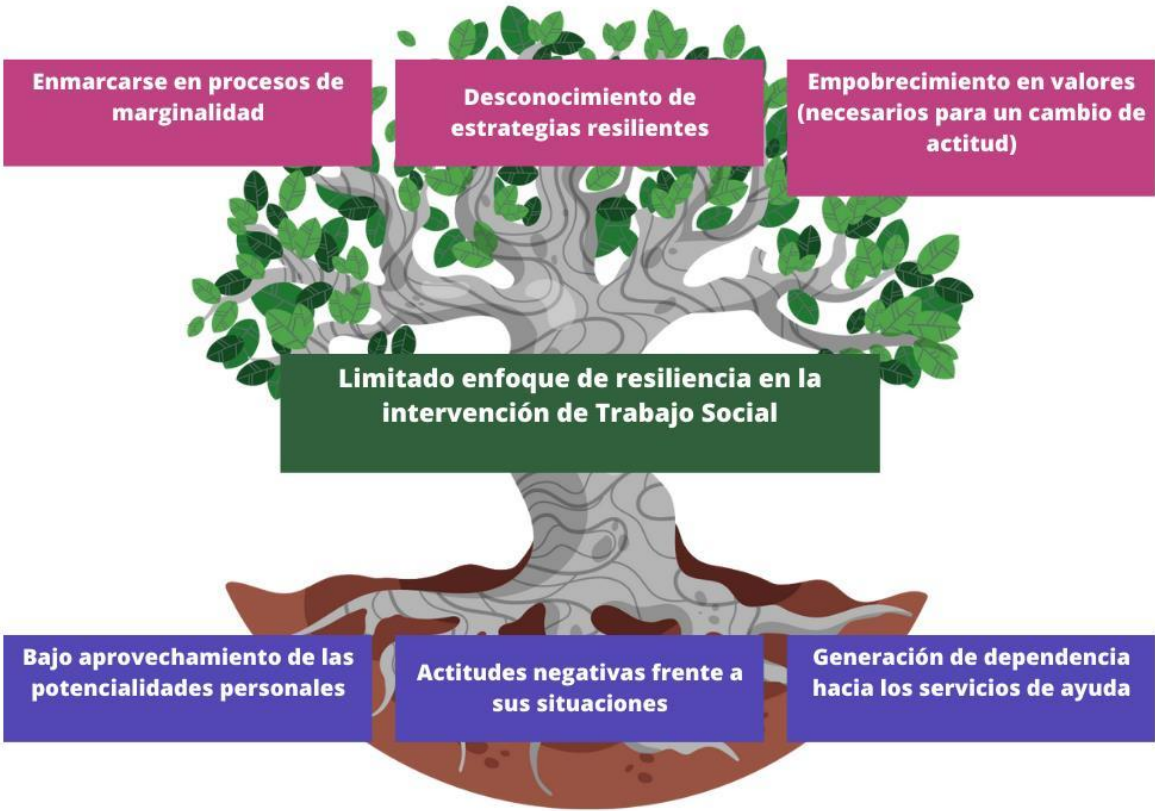 Enmarcarse en procesos de
marginalidad
Desconocimiento de
estrategias resilientes
Empobrecimiento en valores
(necesarios para un cambio de
actitud)
Limitado enfoque de resiliencia en la
intervención de Trabajo Social
Bajo aprovechamiento de las
potencialidades personales
Actitudes negativas frente a
sus situaciones
Generación de dependencia
hacia los servicios de ayuda